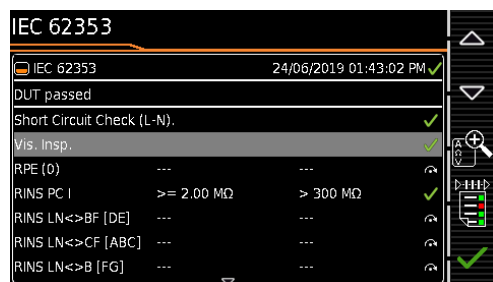 IEC 62353
IEC 62353 24/06/2019 01:43:02 PM
DUT passed
Short Circuit Check (L-N).
Vis. Insp.
RPE (0) --- ---
RINS PC I >= 2.00 MΩ > 300 MΩ
RINS LN<>BF [DE] --- ---
RINS LN<>CF [ABC] --- ---
RINS LN<>B [FG] --- ---
A
Ω
V